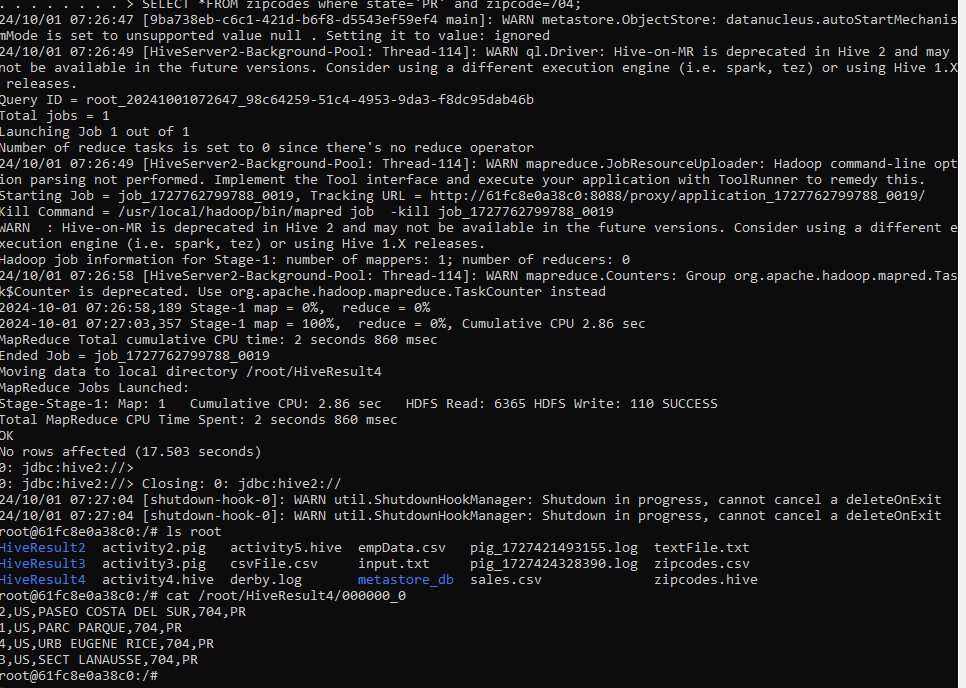 . . . . . . . . > SELECT *FROM zipcodes where state='PR' and zipcode=704;
24/10/01 07:26:47 [9ba738eb-c6c1-421d-b6f8-d5543ef59ef4 main]: WARN metastore.ObjectStore: datanucleus.autoStartMechanis
mMode is set to unsupported value null . Setting it to value: ignored
24/10/01 07:26:49 [HiveServer2-Background-Pool: Thread-114]: WARN ql.Driver: Hive-on-MR is deprecated in Hive 2 and may
not be available in the future versions. Consider using a different execution engine (i.e. spark, tez) or using Hive 1.X
 releases.
Query ID = root_20241001072647_98c64259-51c4-4953-9da3-f8dc95dab46b
Total jobs = 1
Launching Job 1 out of 1
Number of reduce tasks is set to 0 since there's no reduce operator
24/10/01 07:26:49 [HiveServer2-Background-Pool: Thread-114]: WARN mapreduce.JobResourceUploader: Hadoop command-line opt
ion parsing not performed. Implement the Tool interface and execute your application with ToolRunner to remedy this.
Starting Job = job_1727762799788_0019, Tracking URL = http://61fc8e0a38c0:8088/proxy/application_1727762799788_0019/
Kill Command = /usr/local/hadoop/bin/mapred job  -kill job_1727762799788_0019
WARN  : Hive-on-MR is deprecated in Hive 2 and may not be available in the future versions. Consider using a different e
xecution engine (i.e. spark, tez) or using Hive 1.X releases.
Hadoop job information for Stage-1: number of mappers: 1; number of reducers: 0
24/10/01 07:26:58 [HiveServer2-Background-Pool: Thread-114]: WARN mapreduce.Counters: Group org.apache.hadoop.mapred.Tas
k$Counter is deprecated. Use org.apache.hadoop.mapreduce.TaskCounter instead
2024-10-01 07:26:58,189 Stage-1 map = 0%,  reduce = 0%
2024-10-01 07:27:03,357 Stage-1 map = 100%,  reduce = 0%, Cumulative CPU 2.86 sec
MapReduce Total cumulative CPU time: 2 seconds 860 msec
Ended Job = job_1727762799788_0019
Moving data to local directory /root/HiveResult4
MapReduce Jobs Launched:
Stage-Stage-1: Map: 1   Cumulative CPU: 2.86 sec   HDFS Read: 6365 HDFS Write: 110 SUCCESS
Total MapReduce CPU Time Spent: 2 seconds 860 msec
OK
No rows affected (17.503 seconds)
0: jdbc:hive2://>
0: jdbc:hive2://> Closing: 0: jdbc:hive2://
24/10/01 07:27:04 [shutdown-hook-0]: WARN util.ShutdownHookManager: Shutdown in progress, cannot cancel a deleteOnExit
24/10/01 07:27:04 [shutdown-hook-0]: WARN util.ShutdownHookManager: Shutdown in progress, cannot cancel a deleteOnExit
root@61fc8e0a38c0:/# ls root
HiveResult2  activity2.pig   activity5.hive  empData.csv   pig_1727421493155.log  textFile.txt
HiveResult3  activity3.pig   csvFile.csv     input.txt     pig_1727424328390.log  zipcodes.csv
HiveResult4  activity4.hive  derby.log       metastore_db  sales.csv              zipcodes.hive
root@61fc8e0a38c0:/# cat /root/HiveResult4/000000_0
2,US,PASEO COSTA DEL SUR,704,PR
1,US,PARC PARQUE,704,PR
4,US,URB EUGENE RICE,704,PR
3,US,SECT LANAUSSE,704,PR
root@61fc8e0a38c0:/#